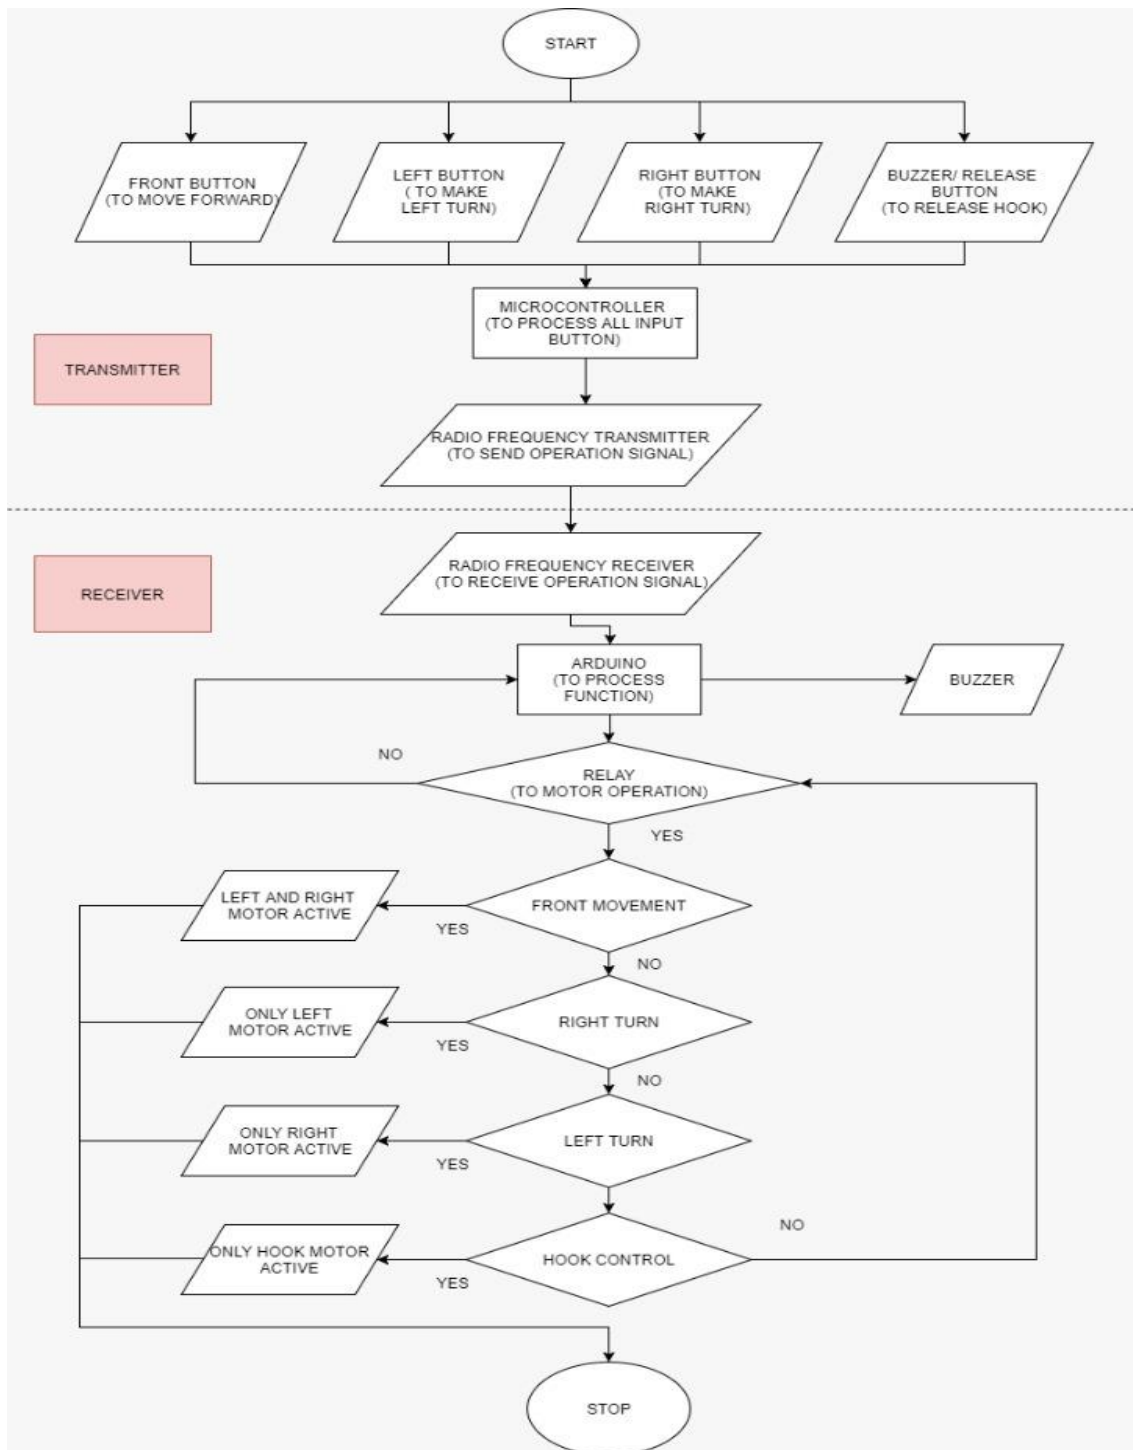 START
FRONT BUTTON
(TO MOVE FORWARD)
LEFT BUTTON
( TO MAKE
LEFT TURN)
RIGHT BUTTON
(TO MAKE
RIGHT TURN)
BUZZER/ RELEASE
BUTTON
(TO RELEASE HOOK)
MICROCONTROLLER
(TO PROCESS ALL INPUT
BUTTON)
TRANSMITTER
RADIO FREQUENCY TRANSMITTER
(TO SEND OPERATION SIGNAL)
RECEIVER
RADIO FREQUENCY RECEIVER
(TO RECEIVE OPERATION SIGNAL)
ARDUINO
(TO PROCESS
FUNCTION)
BUZZER
NO
RELAY
(TO MOTOR OPERATION)
YES
LEFT AND RIGHT
MOTOR ACTIVE
YES
FRONT MOVEMENT
NO
ONLY LEFT
MOTOR ACTIVE
YES
RIGHT TURN
NO
ONLY RIGHT
MOTOR ACTIVE
YES
LEFT TURN
NO
ONLY HOOK MOTOR
ACTIVE
YES
HOOK CONTROL
STOP